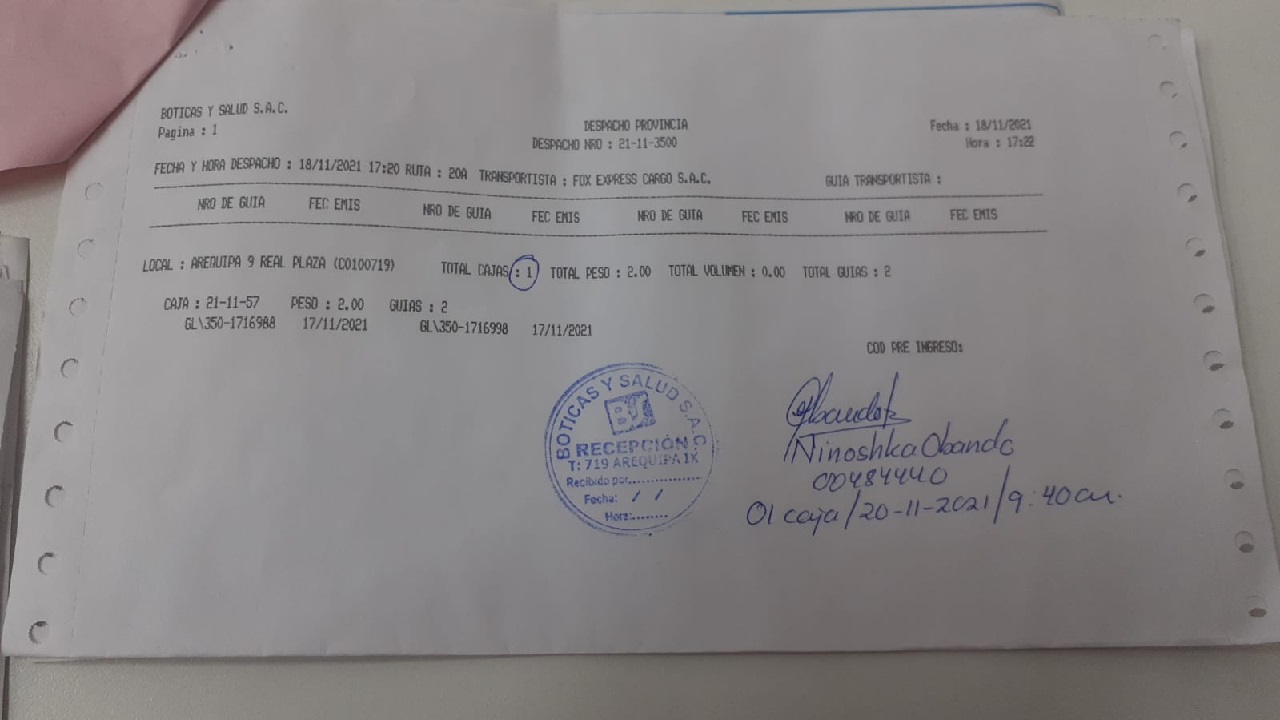 BOTICAS Y SALUD S.A.C.
Pagina : 1
DESPACHO PROVINCIA
DESPACHO NRO : 21-11-3500
Fecha : 18/11/2021
Hora : 17:22
FECHA Y HORA DESPACHO : 18/11/2021 17:20 RUTA : 20A TRANSPORTISTA : FOX EXPRESS CARGO S.A.C. GUIA TRANSPORTISTA :
NRO DE GUIA FEC EMIS NRO DE GUIA FEC EMIS NRO DE GUIA FEC EMIS NRO DE GUIA FEC EMIS
LOCAL : AREQUIPA 9 REAL PLAZA (C0100719) TOTAL CAJAS : 1 TOTAL PESO : 2.00 TOTAL VOLUMEN : 0.00 TOTAL GUIAS : 2
CAJA : 21-11-57 PESO : 2.00 GUIAS : 2
GL\350-1716988 17/11/2021 GL\350-1716998 17/11/2021
COD PRE INGRESO:
BOTICAS Y SALUD S.A.C.
RECEPCIÓN
T: 719 AREQUIPA IX
Recibido por..................
Fecha: / /
Hora:........
Ninoshka Obando
00484440
01 caja/20-11-2021/9:40am.